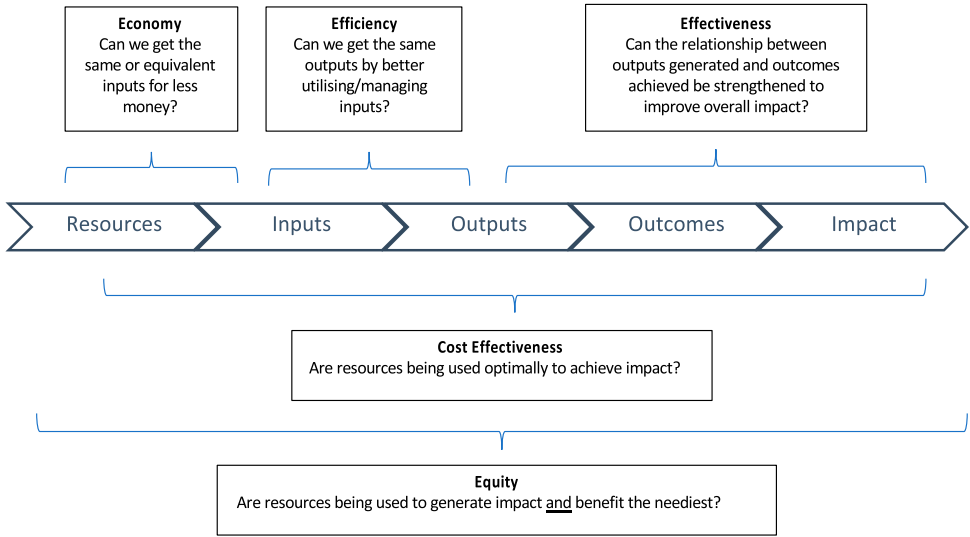 Economy
Can we get the
same or equivalent
inputs for less
money?
Efficiency
Can we get the same
outputs by better
utilising/managing
inputs?
Effectiveness
Can the relationship between
outputs generated and outcomes
achieved be strengthened to
improve overall impact?
Resources
Inputs
Outputs
Outcomes
Impact
Cost Effectiveness
Are resources being used optimally to achieve impact?
Equity
Are resources being used to generate impact and benefit the neediest?